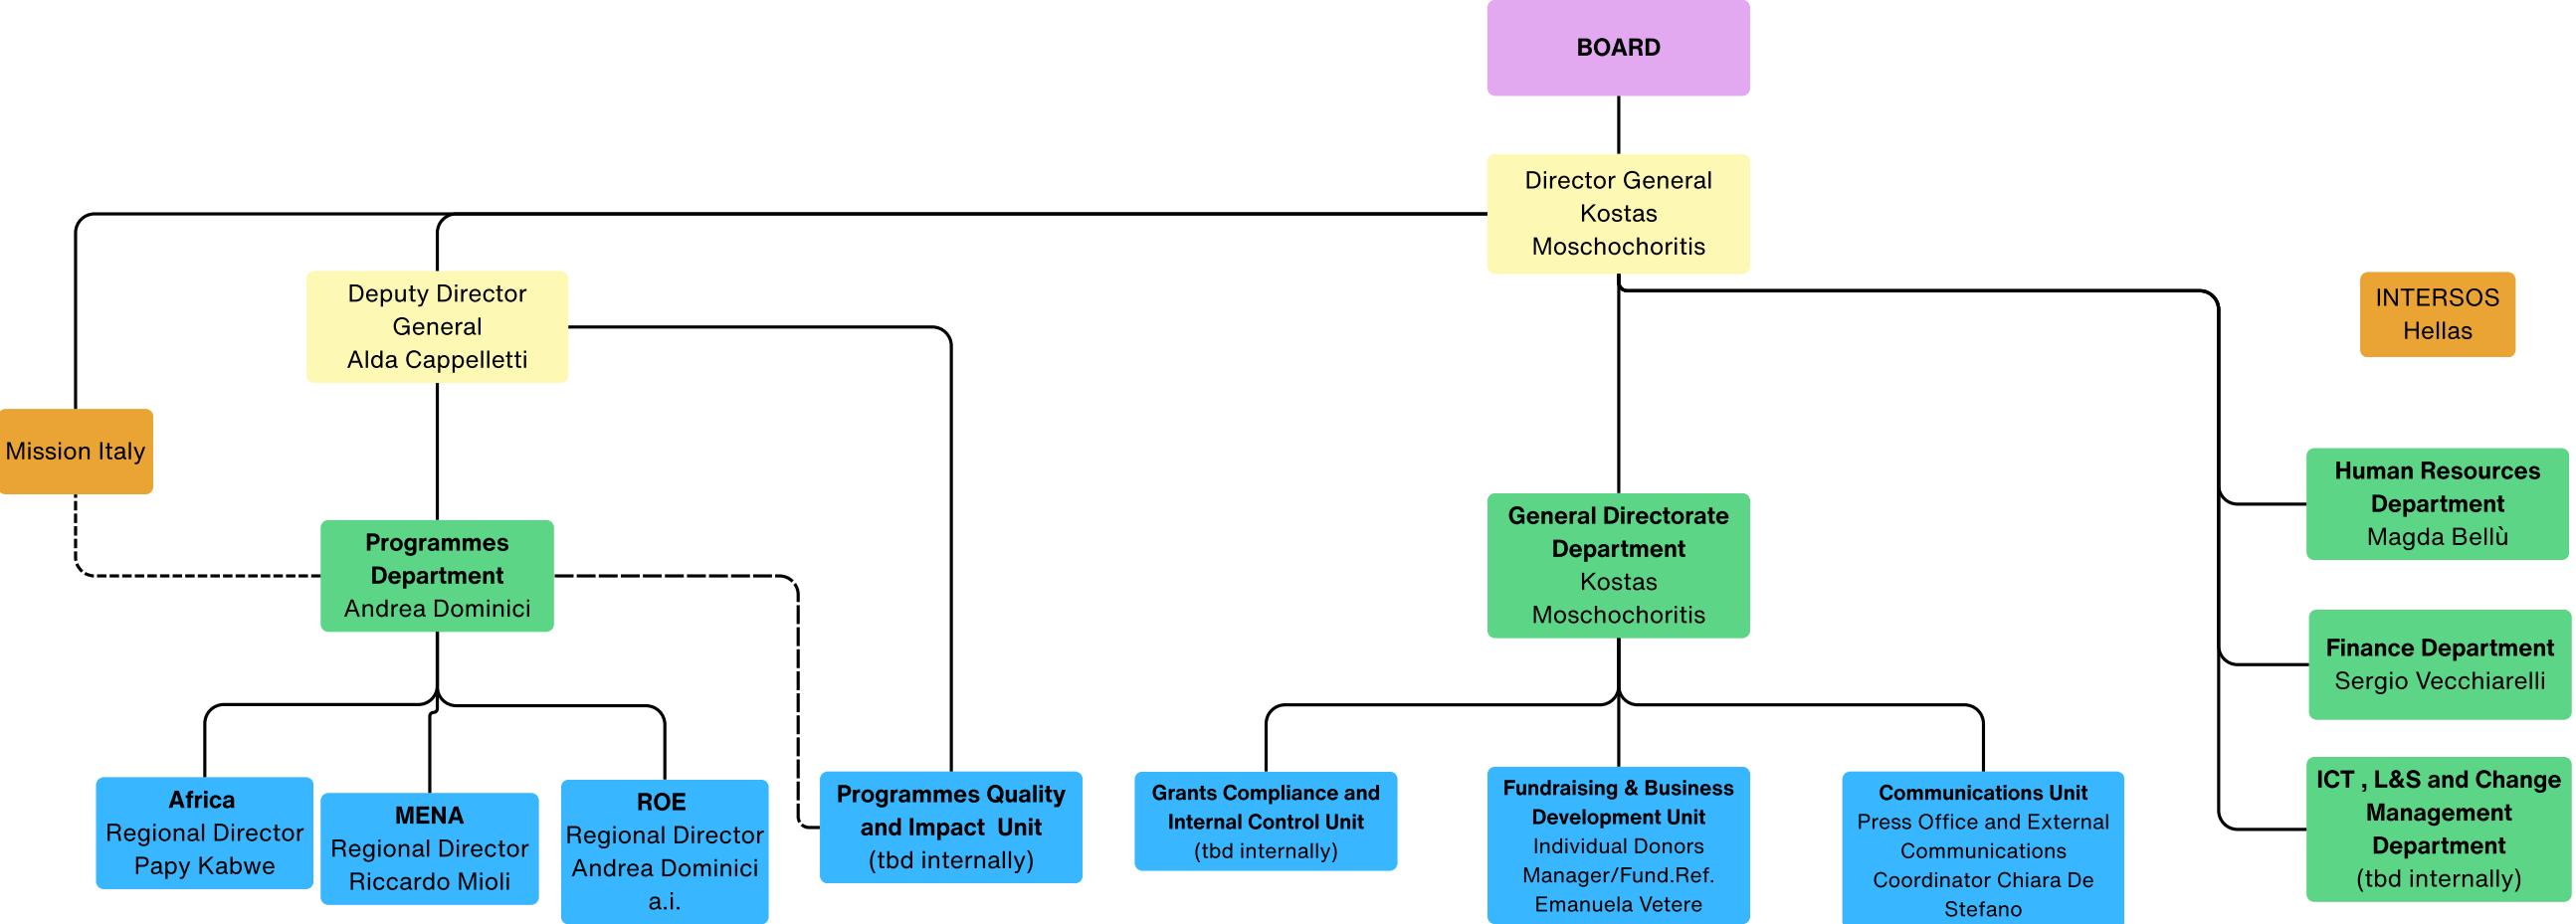 BOARD
Director General
Kostas
Moschochoritis
Deputy Director
General
Alda Cappelletti
INTERSOS
Hellas
Mission Italy
Programmes
Department
Andrea Dominici
General Directorate
Department
Kostas
Moschochoritis
Human Resources
Department
Magda Bellù
Finance Department
Sergio Vecchiarelli
ICT , L&S and Change
Management
Department
(tbd internally)
Africa
Regional Director
Papy Kabwe
MENA
Regional Director
Riccardo Mioli
ROE
Regional Director
Andrea Dominici
a.i.
Programmes Quality
and Impact Unit
(tbd internally)
Grants Compliance and
Internal Control Unit
(tbd internally)
Fundraising & Business
Development Unit
Individual Donors
Manager/Fund.Ref.
Emanuela Vetere
Communications Unit
Press Office and External
Communications
Coordinator Chiara De
Stefano